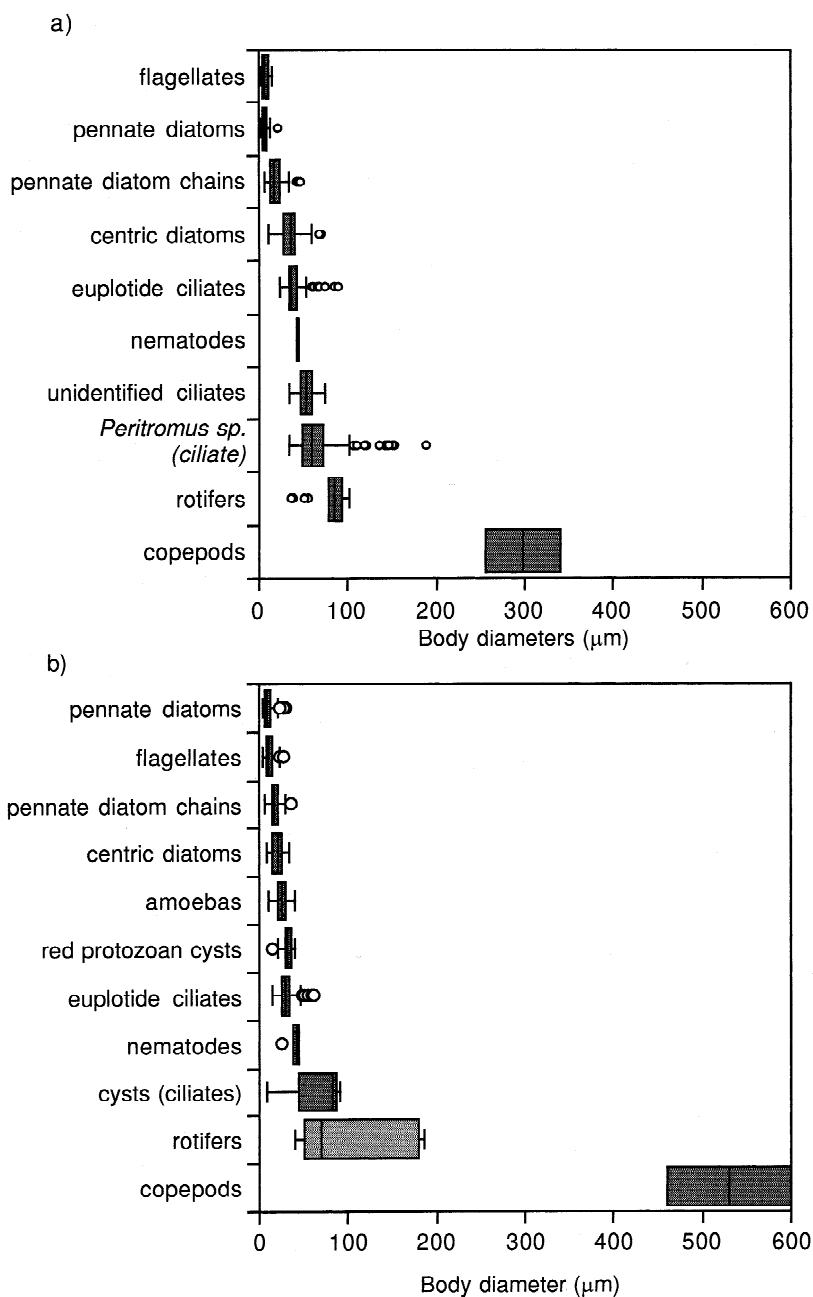 a)
flagellates
pennate diatoms
pennate diatom chains
centric diatoms
euplotide ciliates
nematodes
unidentified ciliates
Peritromus sp.
(ciliate)
rotifers
copepods
0 100 200 300 400 500 600
Body diameters (μm)
b)
pennate diatoms
flagellates
pennate diatom chains
centric diatoms
amoebas
red protozoan cysts
euplotide ciliates
nematodes
cysts (ciliates)
rotifers
copepods
0 100 200 300 400 500 600
Body diameter (μm)